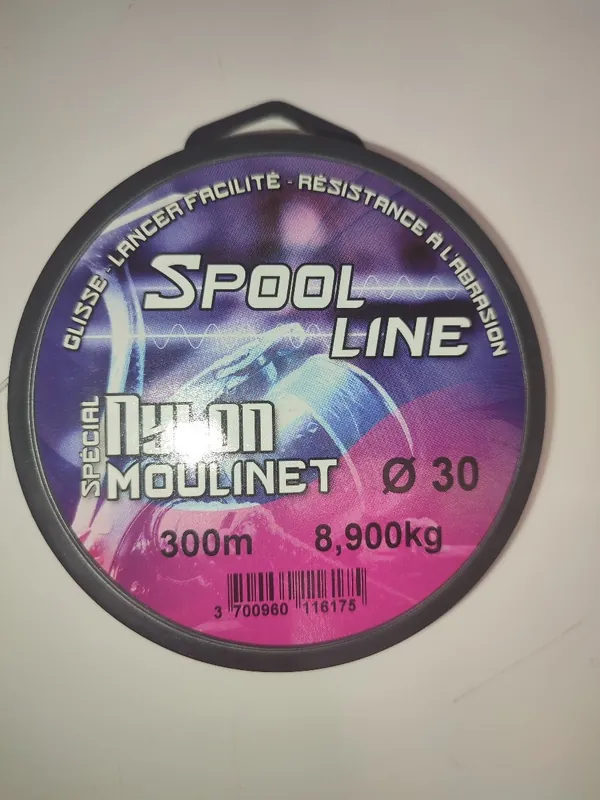 GLISSE - LANCER FACILITÉ - RÉSISTANCE À L'ABRASION
SPOOL
LINE
SPÉCIAL
NYLON
MOULINET
Ø 30
300m 8,900kg
3 700960 116175